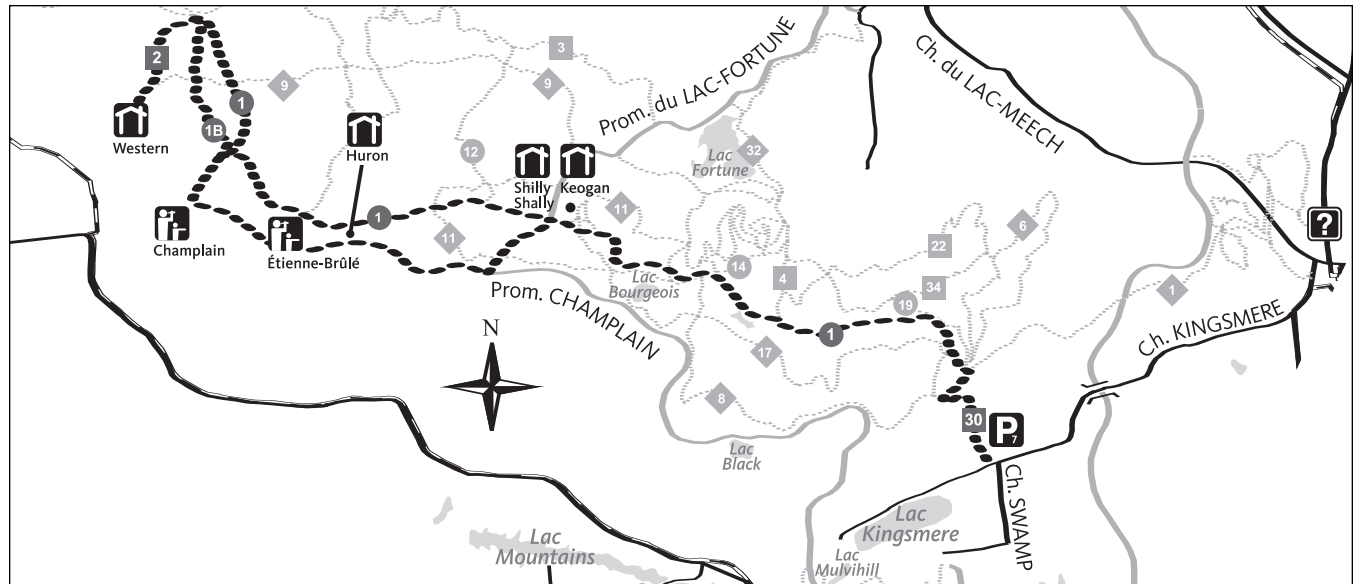 3
Prom. du LAC-FORTUNE
Ch. du LAC-MEECH
2
9
9
1
1B
Western
Huron
12
Shilly
Shally
Keogan
Lac
Fortune
32
11
1
11
Champlain
Étienne-Brûlé
22
6
14
4
Lac
Bourgeois
34
19
1
?
Prom. CHAMPLAIN
N
1
17
Ch. KINGSMERE
8
30
P
7
Lac
Black
Ch. SWAMP
Lac
Kingsmere
Lac
Mountains
Lac
Mulvihill